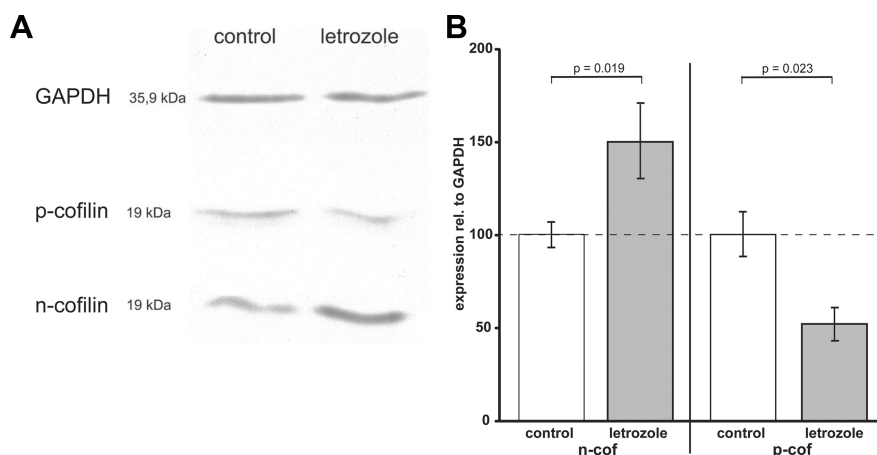 A
control letrozole
GAPDH 35,9 kDa
p-cofilin 19 kDa
n-cofilin 19 kDa
B
expression rel. to GAPDH
200
150
100
50
0
p = 0.019
p = 0.023
control letrozole control letrozole
n-cof p-cof